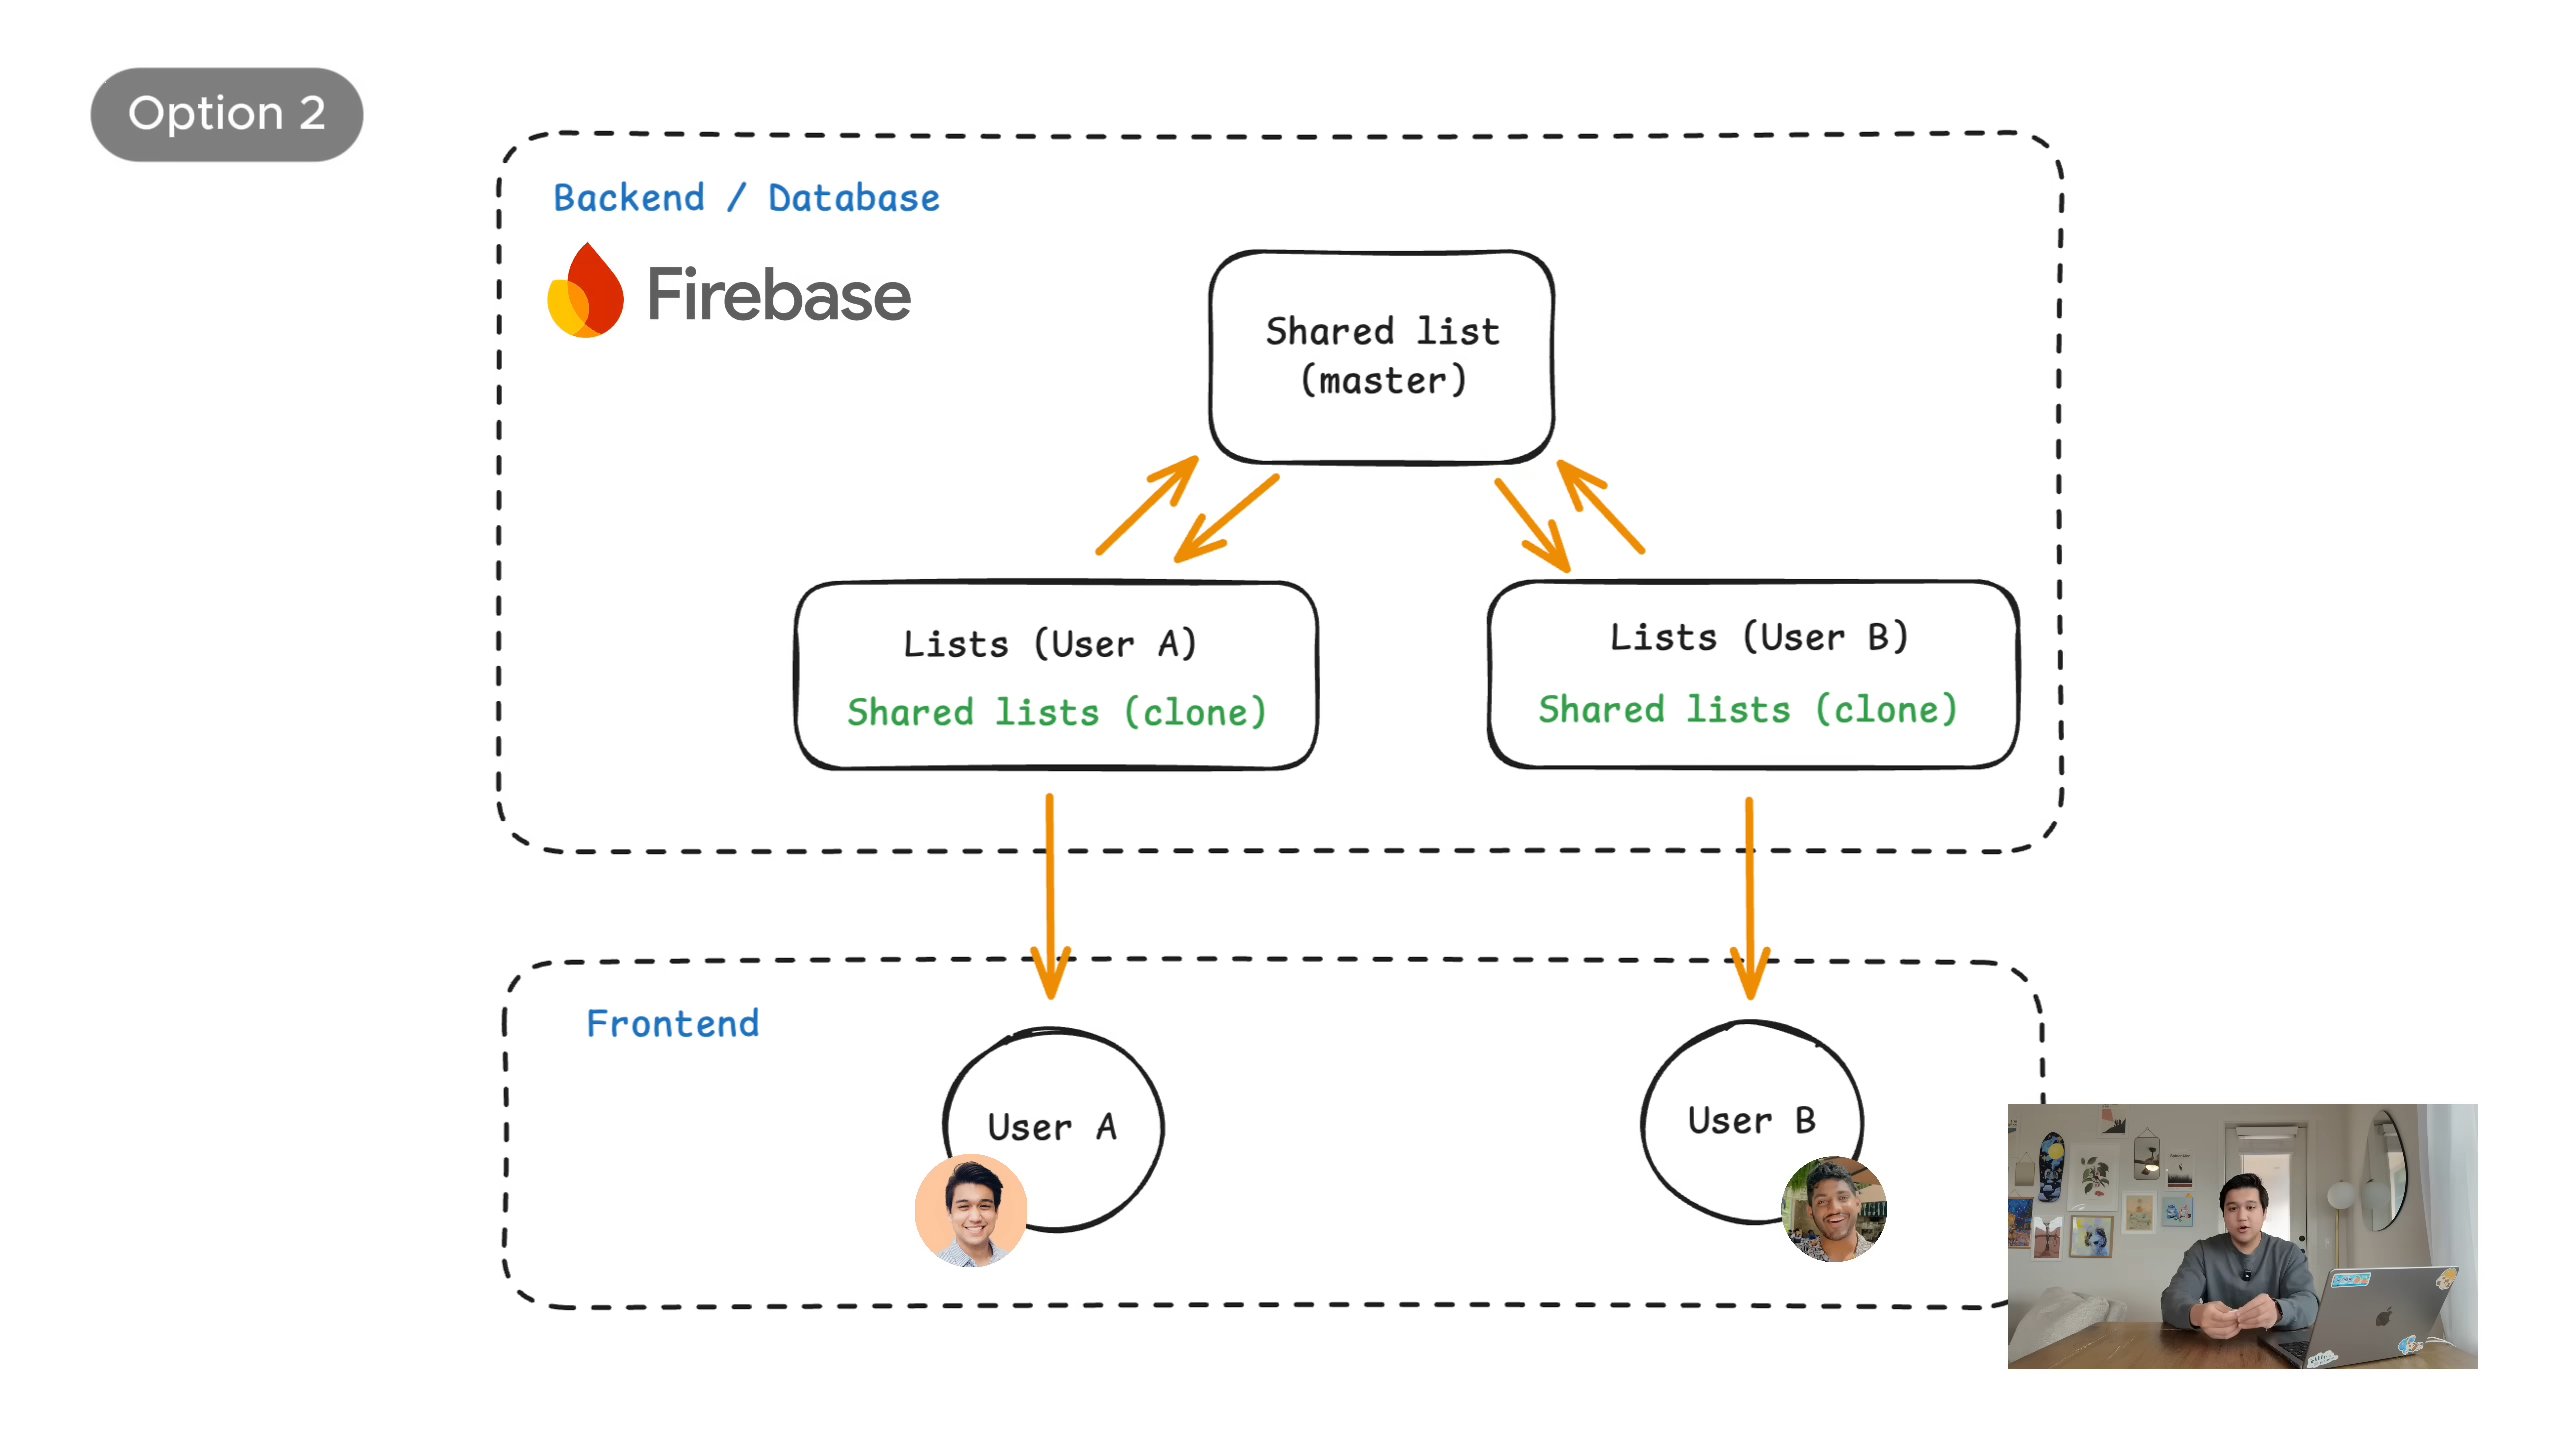 Option 2
Backend / Database
Firebase
Shared list
(master)
Lists (User A)
Shared lists (clone)
Lists (User B)
Shared lists (clone)
Frontend
User A
User B